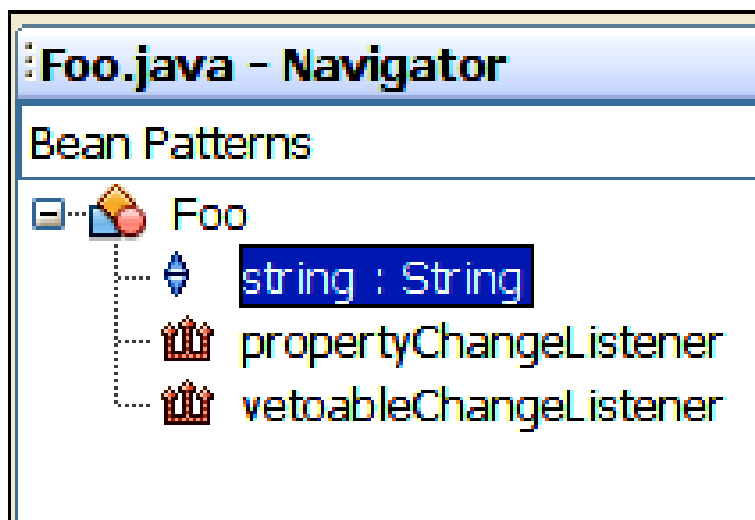 Foo.java - Navigator
Bean Patterns
Foo
string : String
propertyChangeListener
vetoableChangeListener